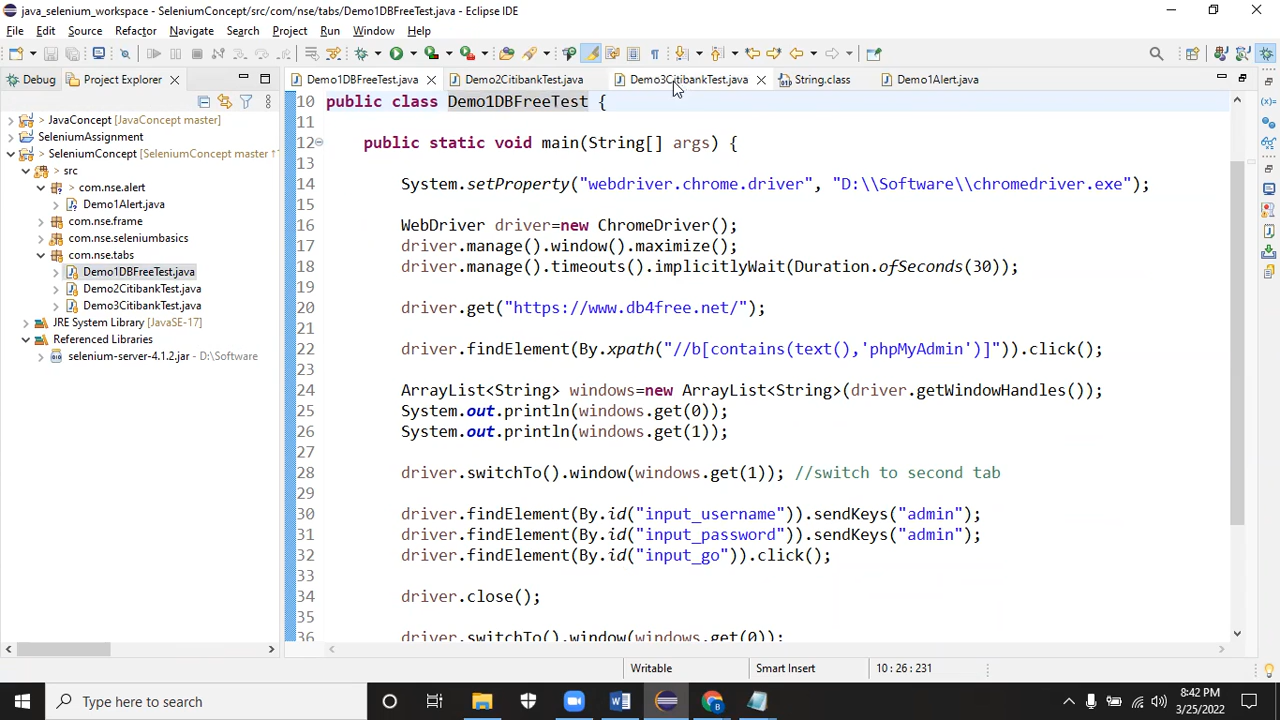 java_selenium_workspace - SeleniumConcept/src/com/nse/tabs/Demo1DBFreeTest.java - Eclipse IDE
File Edit Source Refactor Navigate Search Project Run Window Help
Debug Project Explorer Demo1DBFreeTest.java Demo2CitibankTest.java Demo3CitibankTest.java String.class Demo1Alert.java
JavaConcept [JavaConcept master]
SeleniumAssignment
SeleniumConcept [SeleniumConcept master ↑1
src
com.nse.alert
Demo1Alert.java
com.nse.frame
com.nse.seleniumbasics
com.nse.tabs
Demo1DBFreeTest.java
Demo2CitibankTest.java
Demo3CitibankTest.java
JRE System Library [JavaSE-17]
Referenced Libraries
selenium-server-4.1.2.jar - D:\Software
10 public class Demo1DBFreeTest {
11
12 public static void main(String[] args) {
13
14 System.setProperty("webdriver.chrome.driver", "D:\\Software\\chromedriver.exe");
15
16 WebDriver driver=new ChromeDriver();
17 driver.manage().window().maximize();
18 driver.manage().timeouts().implicitlyWait(Duration.ofSeconds(30));
19
20 driver.get("https://www.db4free.net/");
21
22 driver.findElement(By.xpath("//b[contains(text(),'phpMyAdmin')]")).click();
23
24 ArrayList<String> windows=new ArrayList<String>(driver.getWindowHandles());
25 System.out.println(windows.get(0));
26 System.out.println(windows.get(1));
27
28 driver.switchTo().window(windows.get(1)); //switch to second tab
29
30 driver.findElement(By.id("input_username")).sendKeys("admin");
31 driver.findElement(By.id("input_password")).sendKeys("admin");
32 driver.findElement(By.id("input_go")).click();
33
34 driver.close();
35
36 driver.switchTo().window(windows.get(0));
Writable Smart Insert 10 : 26 : 231
Type here to search
8:42 PM
3/25/2022